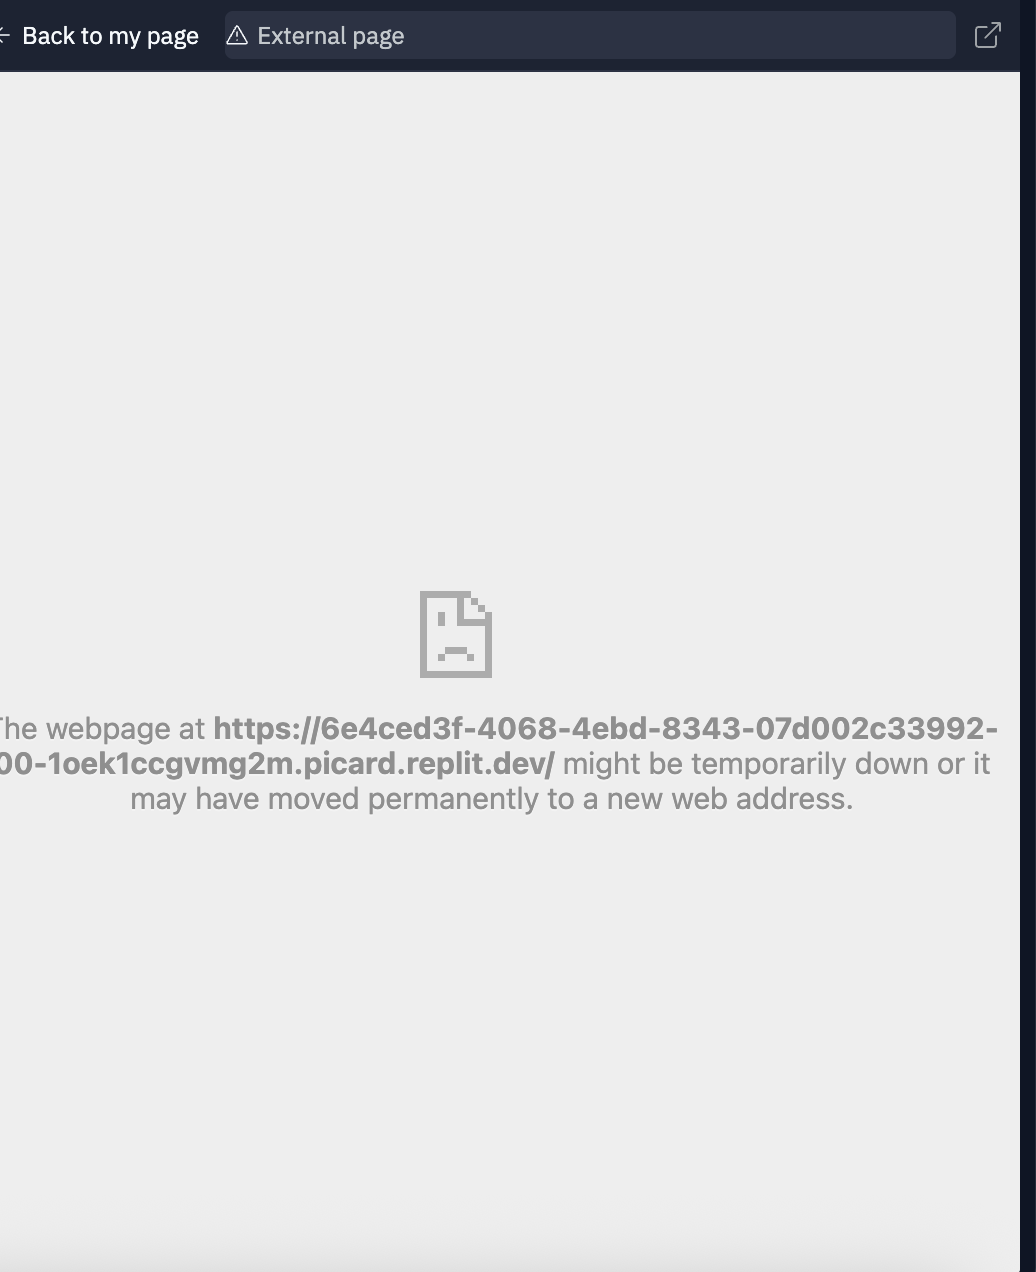 Back to my page
External page
The webpage at https://6e4ced3f-4068-4ebd-8343-07d002c33992-
00-1oek1ccgvmg2m.picard.replit.dev/ might be temporarily down or it
may have moved permanently to a new web address.